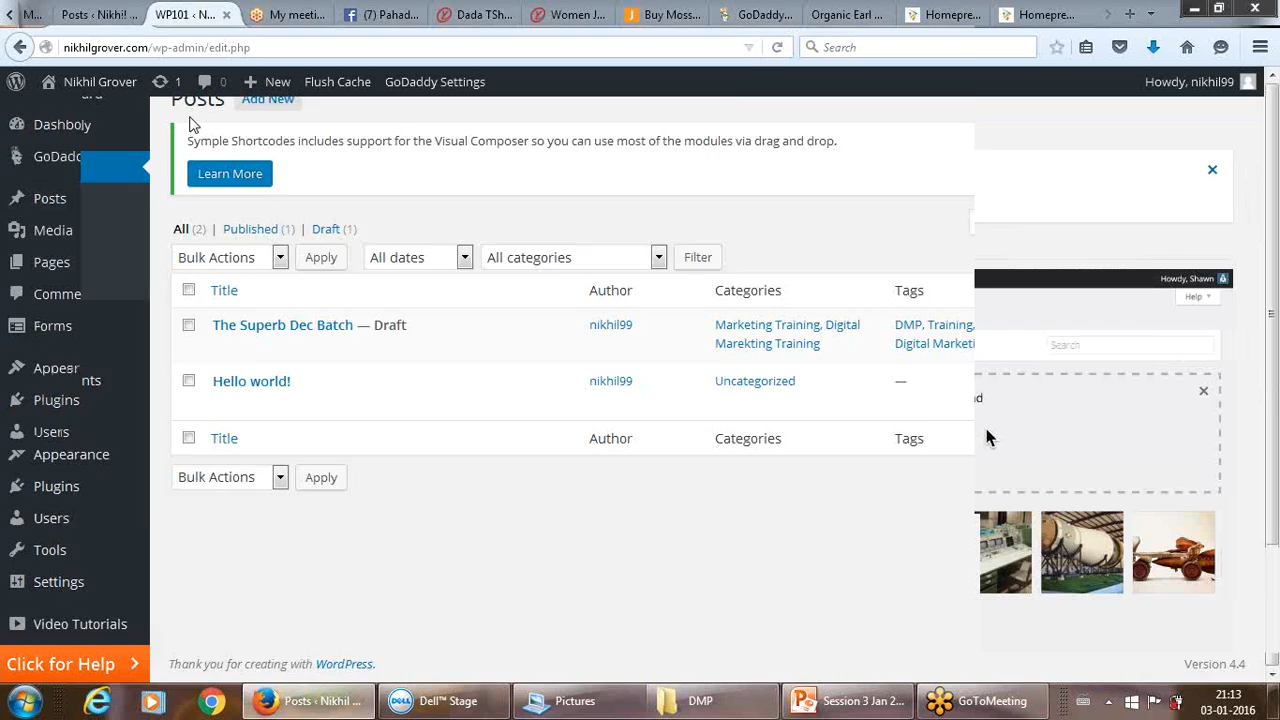 M...
Posts ‹ Nikhil ...
WP101 ‹ N...
My meeti...
(7) Pahad...
Dada TSh...
Women J...
Buy Moss...
GoDaddy...
Organic Earl ...
Homepre...
Homepre...
nikhilgrover.com/wp-admin/edit.php
Search
Nikhil Grover
1
0
New
Flush Cache
GoDaddy Settings
Howdy, nikhil99
Posts
Add New
Symple Shortcodes includes support for the Visual Composer so you can use most of the modules via drag and drop.
Learn More
All (2) | Published (1) | Draft (1)
Bulk Actions
Apply
All dates
All categories
Filter
Title
Author
Categories
Tags
The Superb Dec Batch — Draft
nikhil99
Marketing Training, Digital
Marekting Training
DMP, Training,
Digital Marketi
Hello world!
nikhil99
Uncategorized
—
Title
Author
Categories
Tags
Bulk Actions
Apply
Howdy, Shawn
Help
Search
Posts
Media
Pages
Comme
Forms
Appear
nts
Plugins
Users
Appearance
Plugins
Users
Tools
Settings
Video Tutorials
Click for Help
Thank you for creating with WordPress.
Version 4.4
Posts ‹ Nikhil ...
Dell™ Stage
Pictures
DMP
Session 3 Jan 2...
GoToMeeting
21:13
03-01-2016